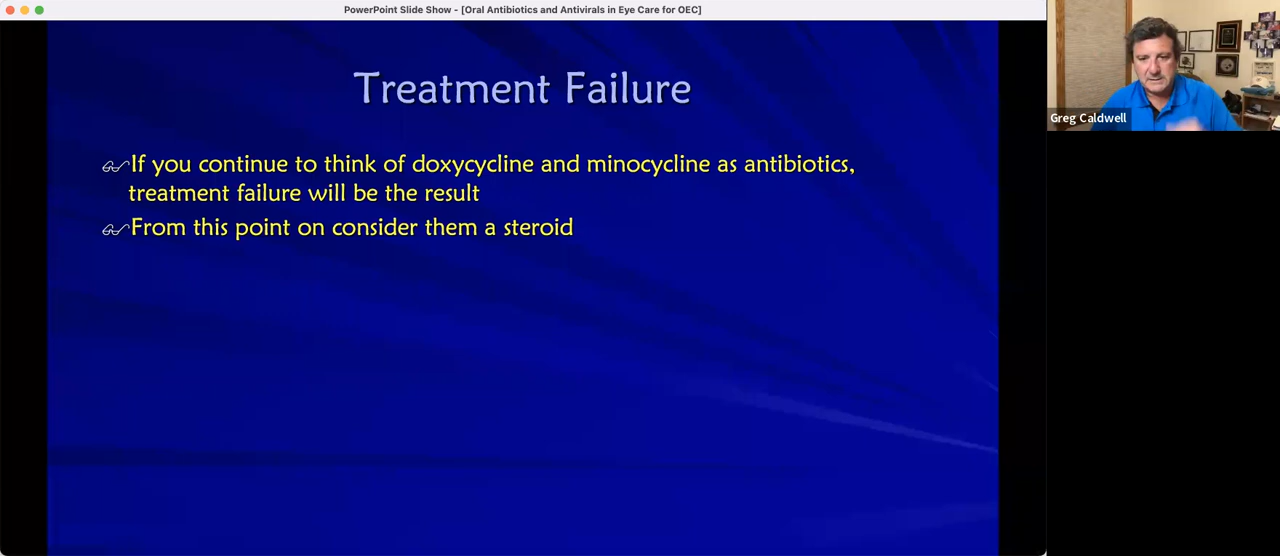 PowerPoint Slide Show - [Oral Antibiotics and Antivirals in Eye Care for OEC]
Treatment Failure
If you continue to think of doxycycline and minocycline as antibiotics,
treatment failure will be the result
From this point on consider them a steroid
Greg Caldwell